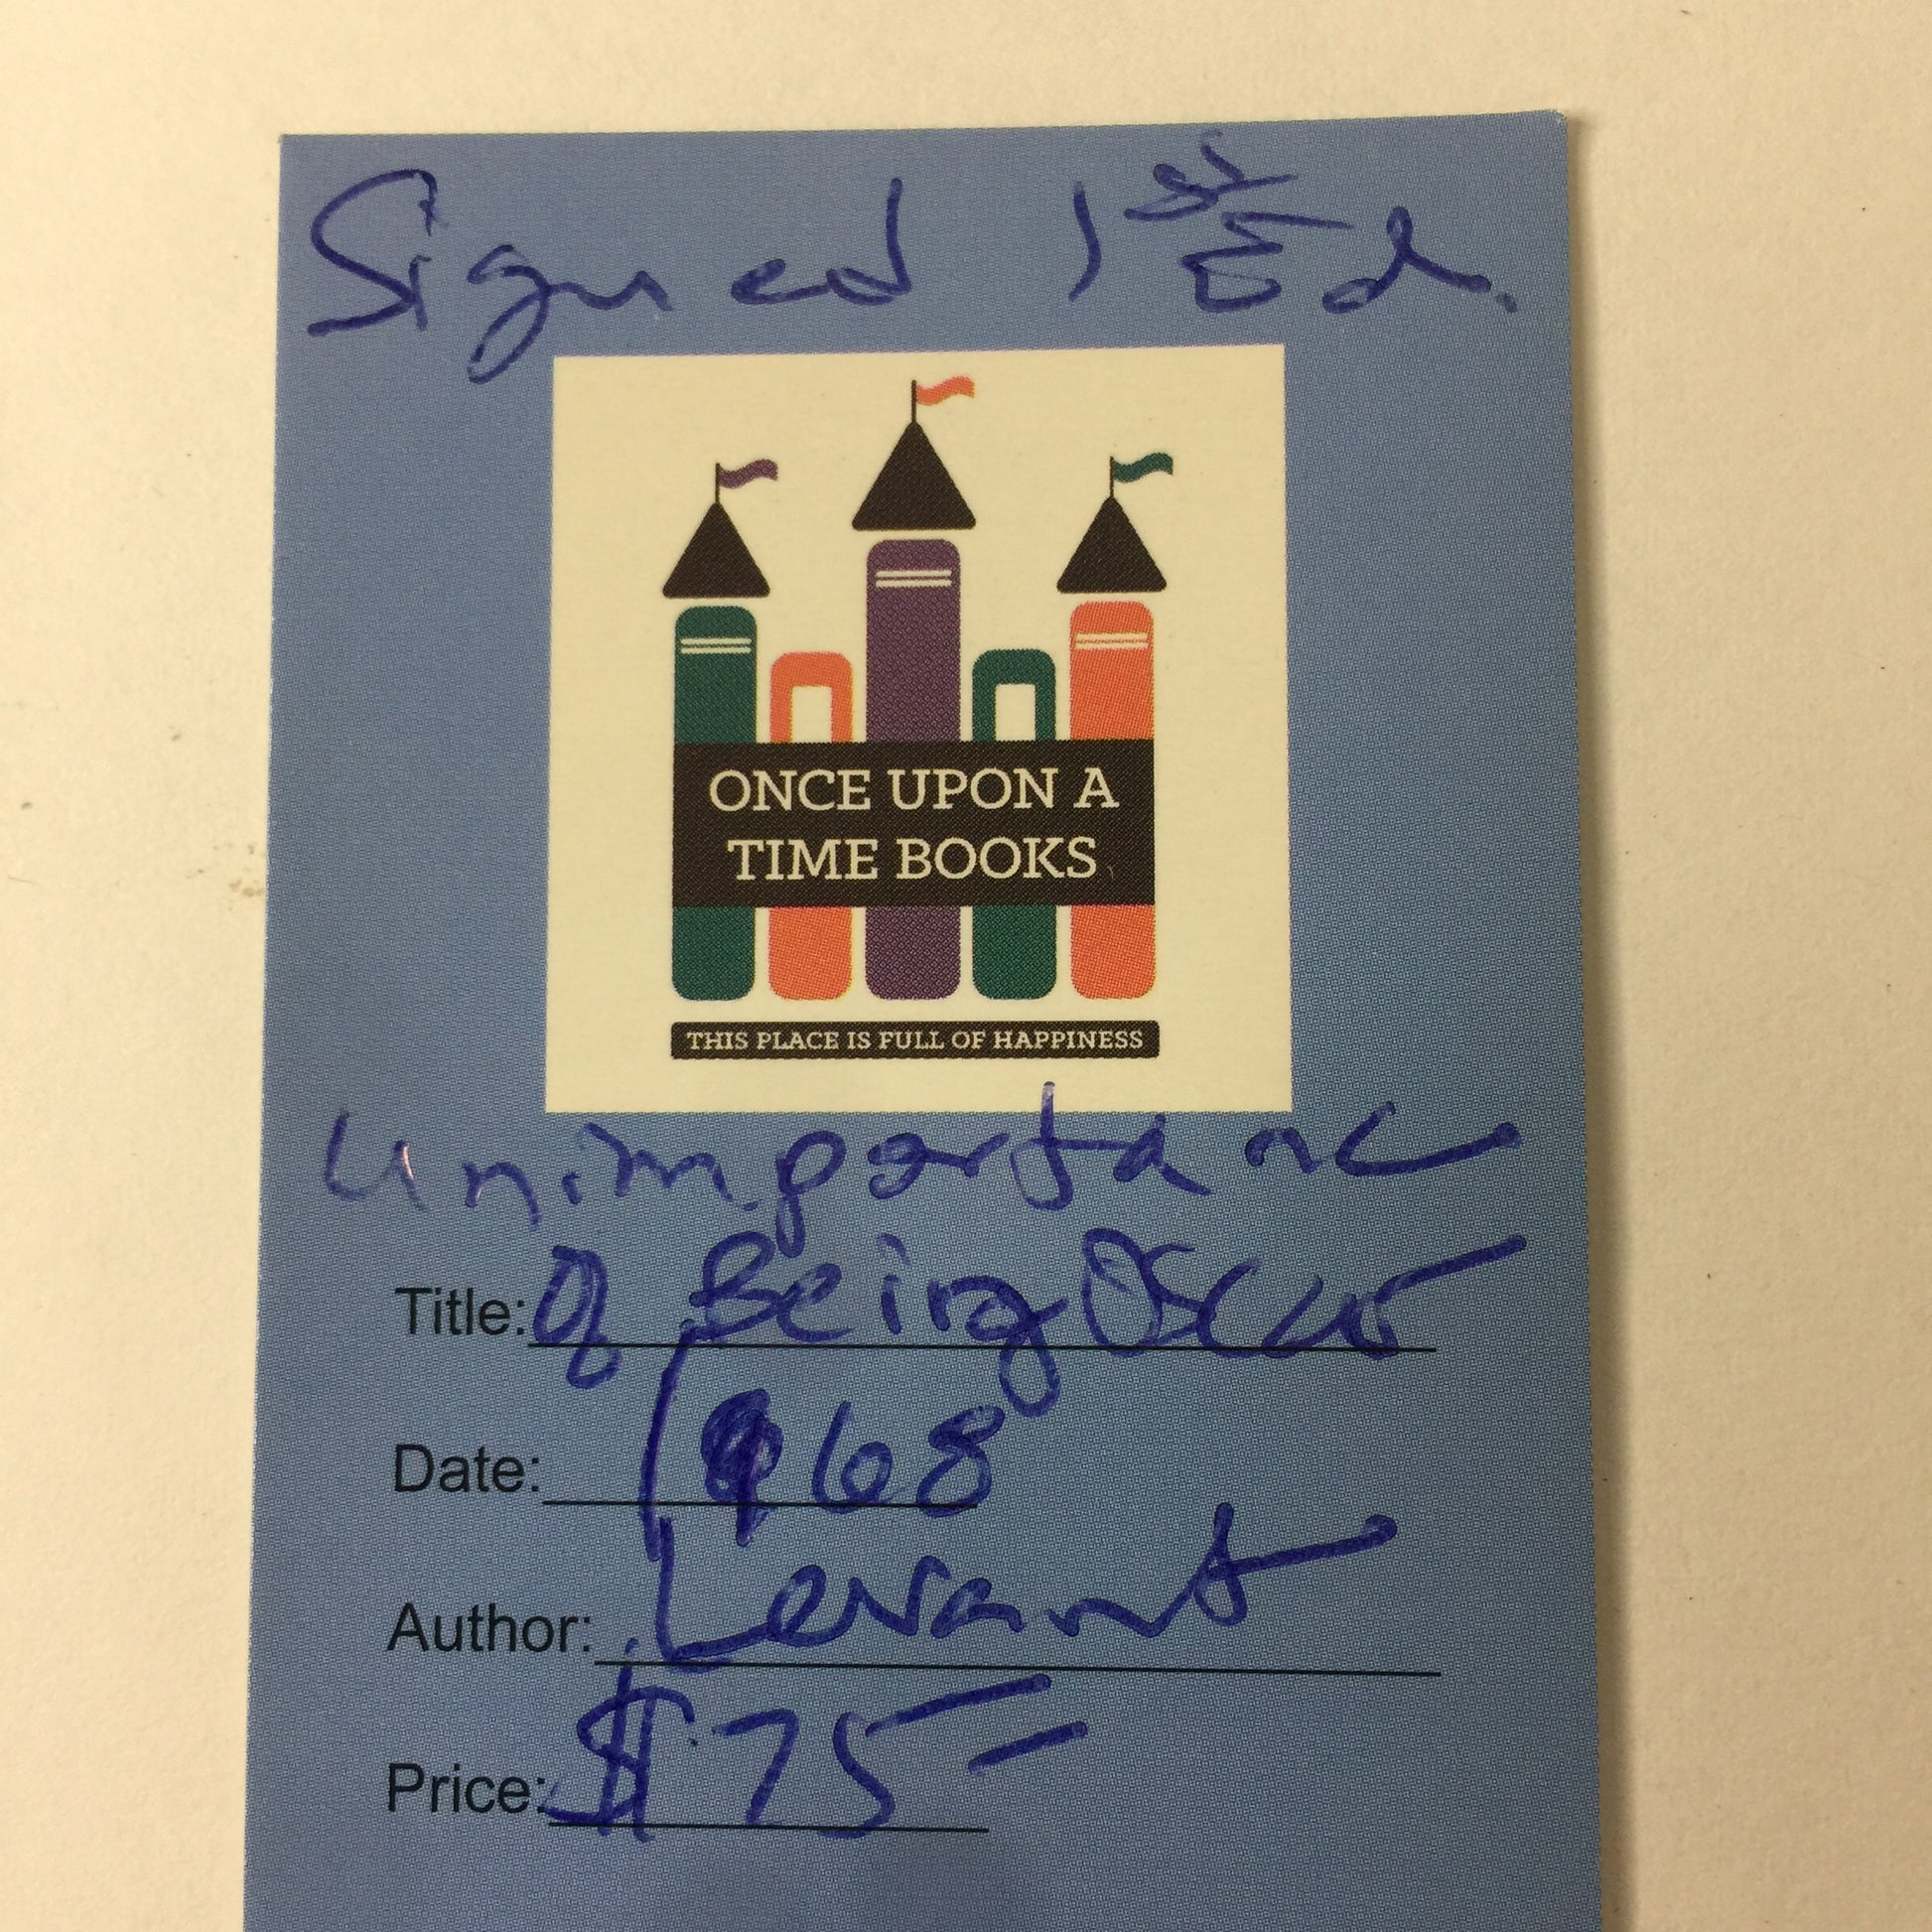 Signed 1st Ed.
ONCE UPON A
TIME BOOKS
THIS PLACE IS FULL OF HAPPINESS
Unimportance
Title: Of Being Oscar
Date: 1968
Author: Levant
Price: $75-